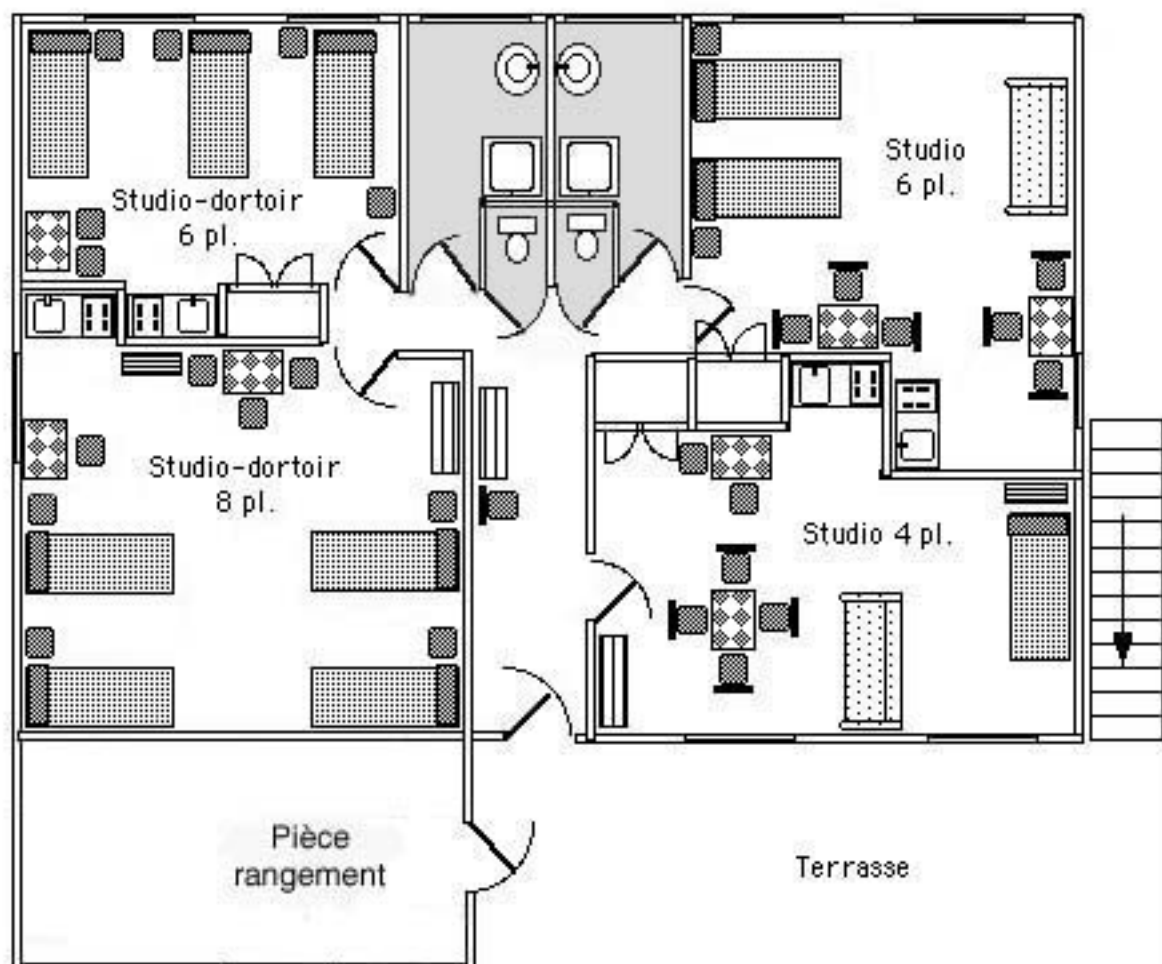 Studio-dortoir
6 pl.
Studio
6 pl.
Studio-dortoir
8 pl.
Studio 4 pl.
Pièce
rangement
Terrasse